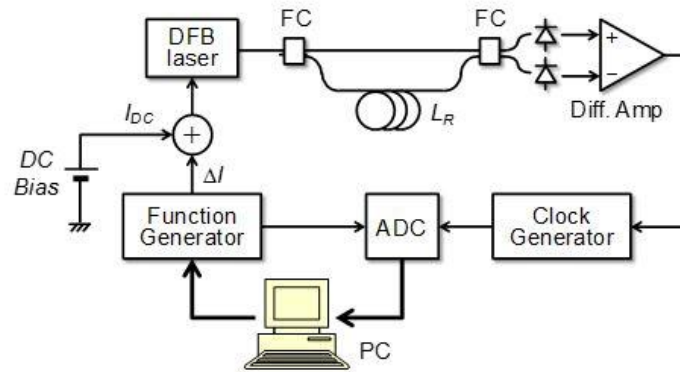 FC
FC
DFB
laser
+
−
Diff. Amp
L_R
I_DC
+
DC
Bias
ΔI
Function
Generator
ADC
Clock
Generator
PC